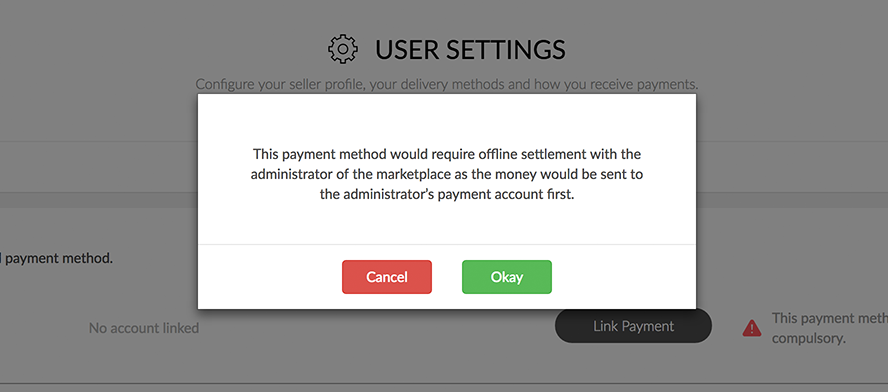 USER SETTINGS
Configure your seller profile, your delivery methods and how you receive payments.
This payment method would require offline settlement with the
administrator of the marketplace as the money would be sent to
the administrator's payment account first.
payment method.
Cancel
Okay
No account linked
Link Payment
This payment meth
compulsory.